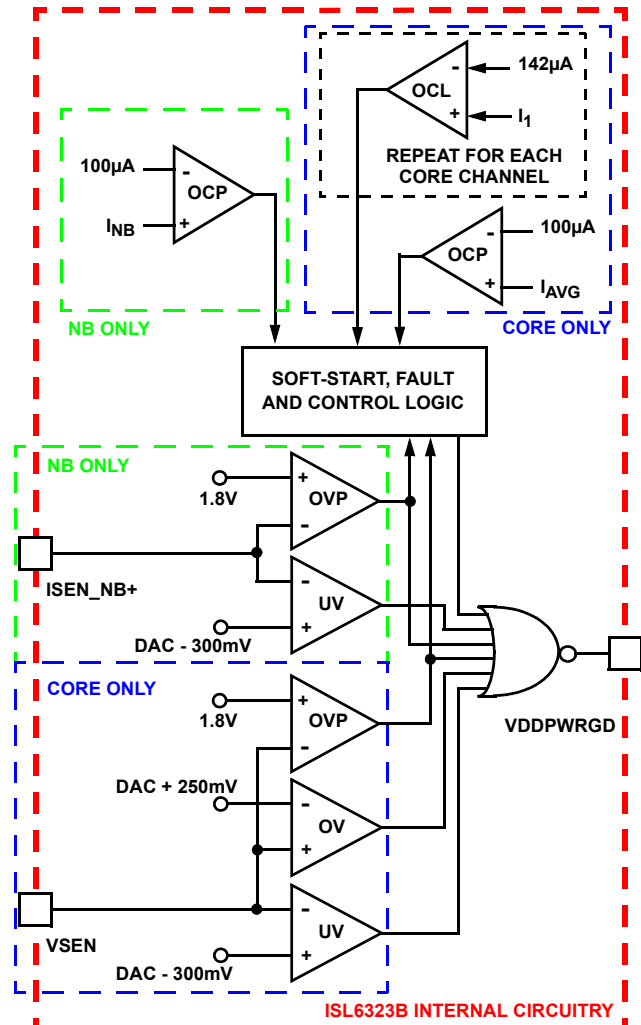 -
142µA
OCL
+
I1
REPEAT FOR EACH
CORE CHANNEL
100µA
-
OCP
INB
+
-
100µA
OCP
+
IAVG
NB ONLY
CORE ONLY
SOFT-START, FAULT
AND CONTROL LOGIC
NB ONLY
+
1.8V
OVP
-
ISEN_NB+
-
UV
+
DAC - 300mV
CORE ONLY
+
1.8V
OVP
-
VDDPWRGD
DAC + 250mV
-
OV
+
-
VSEN
UV
+
DAC - 300mV
ISL6323B INTERNAL CIRCUITRY